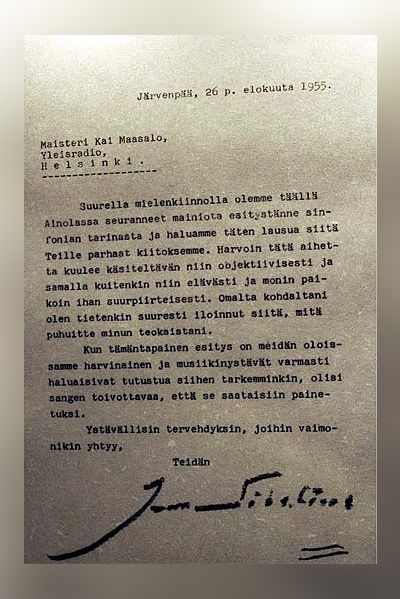 Järvenpää, 26 p. elokuuta 1955.
Maisteri Kai Maasalo,
Yleisradio,
H e l s i n k i .
Suurella mielenkiinnolla olemme täällä
Ainolassa seuranneet mainiota esitystänne sin-
fonian tarinasta ja haluamme täten lausua siitä
Teille parhaat kiitoksemme. Harvoin tätä aihet-
ta kuulee käsiteltävän niin objektiivisesti ja
samalla kuitenkin niin elävästi ja monin pai-
koin ihan suurpiirteisesti. Omalta kohdaltani
olen tietenkin suuresti iloinnut siitä, mitä
puhuitte minun teoksistani.
Kun tämäntapainen esitys on meidän olois-
samme harvinainen ja musiikinystävät varmasti
haluaisivat tutustua siihen tarkemminkin, olisi
sangen toivottavaa, että se saataisiin paine-
tuksi.
Ystävällisin tervehdyksin, joihin vaimo-
nikin yhtyy,
Teidän
Jean Sibelius